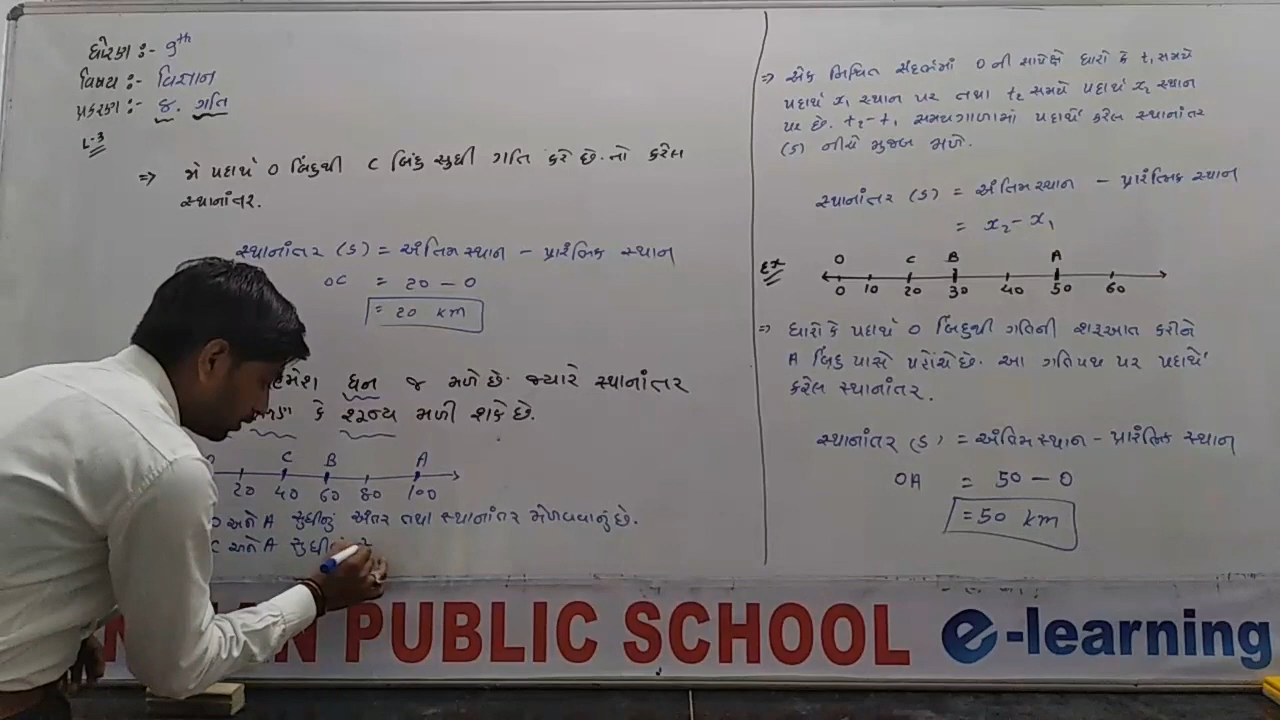 ધોરણ :- 9th
વિષય :- વિજ્ઞાન
પ્રકરણ :- ૪. ગતિ
L-3
=> જો પદાર્થ O બિંદુથી C બિંદુ સુધી ગતિ કરે છે. તો કરેલ
સ્થાનાંતર.
સ્થાનાંતર (s) = અંતિમ સ્થાન - પ્રારંભિક સ્થાન
OC = 20 - 0
= 20 km
હંમેશા ધન જ મળે છે. જ્યારે સ્થાનાંતર
કે શૂન્ય મળી શકે છે.
C B A
20 40 60 80 100
O અને A સુધીનું અંતર તથા સ્થાનાંતર મેળવવાનું છે.
C અને A સુધીનું
=> એક નિશ્ચિત સંદર્ભમાં O ની સાપેક્ષે ધારો કે t₁ સમયે
પદાર્થ x₁ સ્થાન પર તથા t₂ સમયે પદાર્થ x₂ સ્થાન
પર છે. t₂-t₁ સમયગાળામાં પદાર્થે કરેલ સ્થાનાંતર
(s) નીચે મુજબ મળે.
સ્થાનાંતર (s) = અંતિમ સ્થાન - પ્રારંભિક સ્થાન
= x₂ - x₁
Ex
O C B A
0 10 20 30 40 50 60
=> ધારો કે પદાર્થ O બિંદુથી ગતિની શરૂઆત કરીને
A બિંદુ પાસે પહોંચે છે. આ ગતિપથ પર પદાર્થે
કરેલ સ્થાનાંતર.
સ્થાનાંતર (s) = અંતિમ સ્થાન - પ્રારંભિક સ્થાન
OA = 50 - 0
= 50 km
PUBLIC SCHOOL e-learning